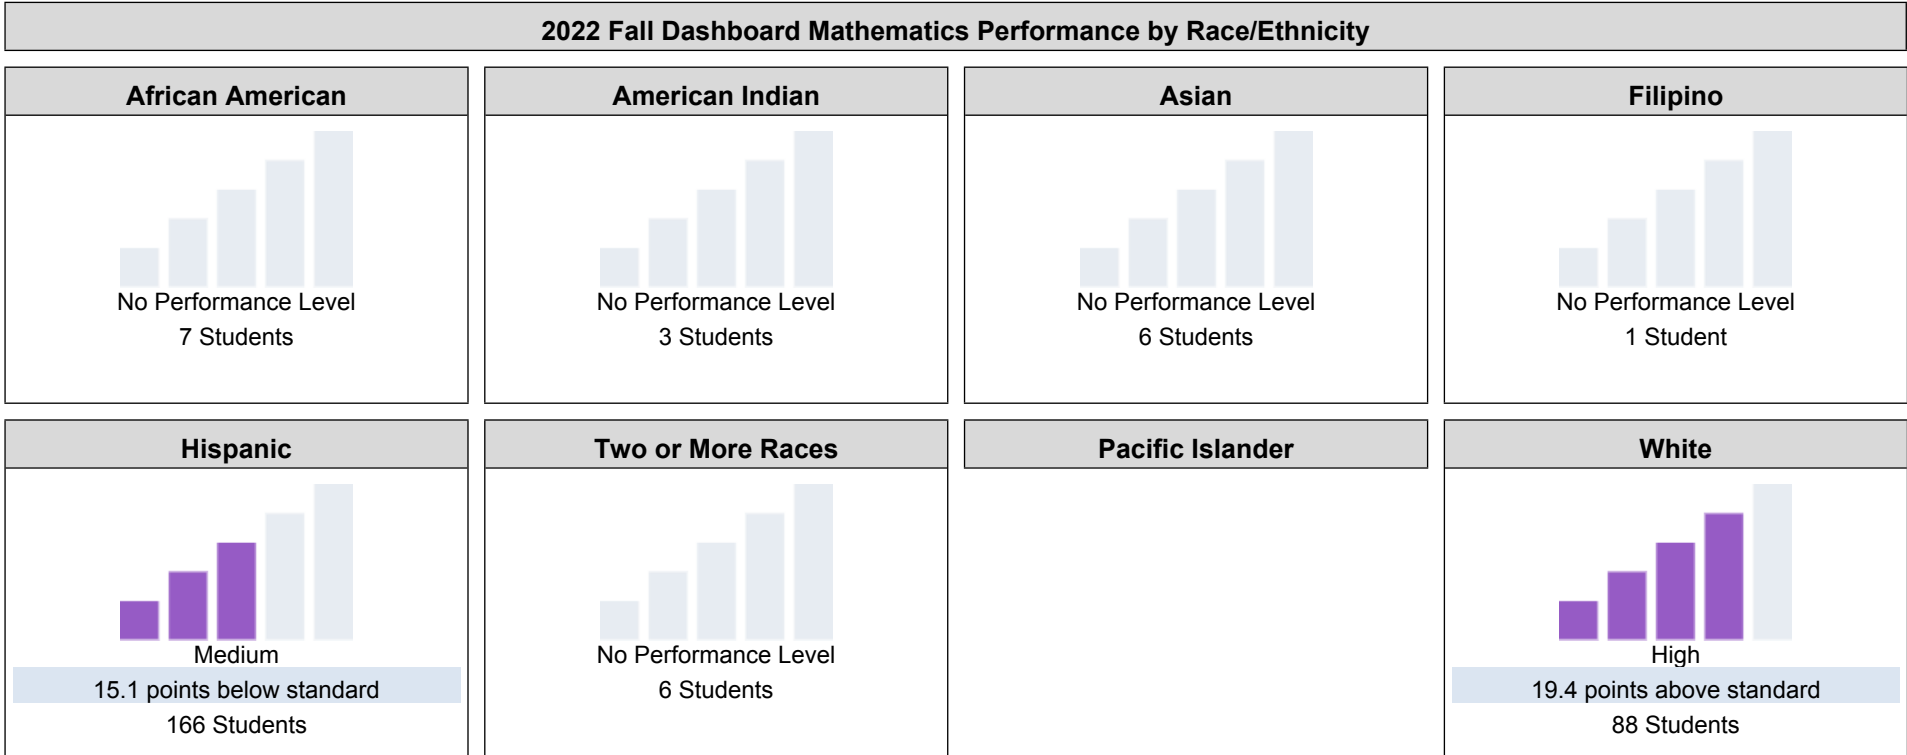 2022 Fall Dashboard Mathematics Performance by Race/Ethnicity
African American
No Performance Level
7 Students
American Indian
No Performance Level
3 Students
Asian
No Performance Level
6 Students
Filipino
No Performance Level
1 Student
Hispanic
Medium
15.1 points below standard
166 Students
Two or More Races
No Performance Level
6 Students
Pacific Islander
White
High
19.4 points above standard
88 Students